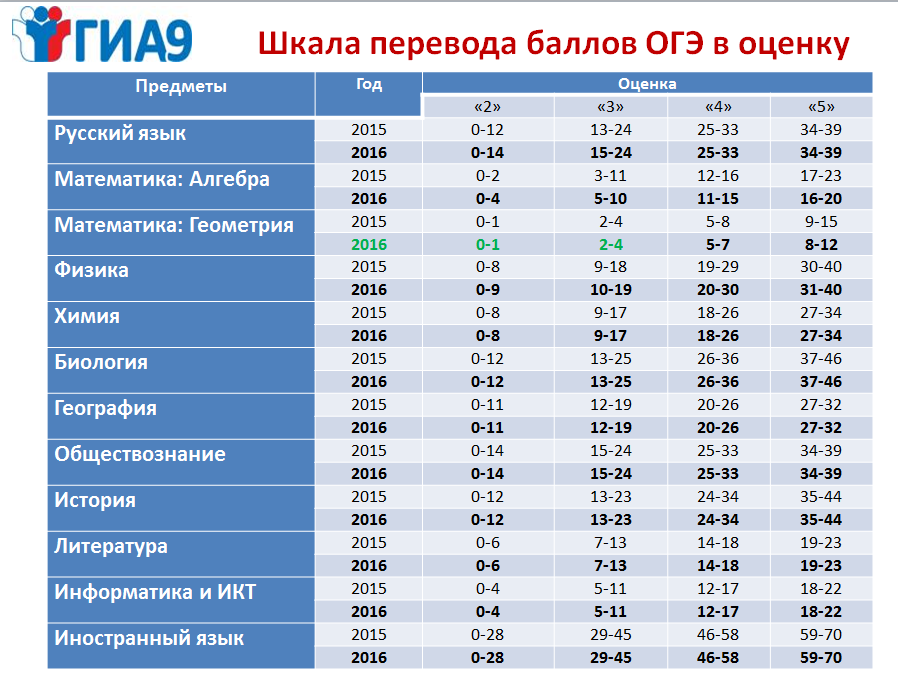 ГИА9
Шкала перевода баллов ОГЭ в оценку
Предметы Год Оценка
«2» «3» «4» «5»
Русский язык 2015 0-12 13-24 25-33 34-39
2016 0-14 15-24 25-33 34-39
Математика: Алгебра 2015 0-2 3-11 12-16 17-23
2016 0-4 5-10 11-15 16-20
Математика: Геометрия 2015 0-1 2-4 5-8 9-15
2016 0-1 2-4 5-7 8-12
Физика 2015 0-8 9-18 19-29 30-40
2016 0-9 10-19 20-30 31-40
Химия 2015 0-8 9-17 18-26 27-34
2016 0-8 9-17 18-26 27-34
Биология 2015 0-12 13-25 26-36 37-46
2016 0-12 13-25 26-36 37-46
География 2015 0-11 12-19 20-26 27-32
2016 0-11 12-19 20-26 27-32
Обществознание 2015 0-14 15-24 25-33 34-39
2016 0-14 15-24 25-33 34-39
История 2015 0-12 13-23 24-34 35-44
2016 0-12 13-23 24-34 35-44
Литература 2015 0-6 7-13 14-18 19-23
2016 0-6 7-13 14-18 19-23
Информатика и ИКТ 2015 0-4 5-11 12-17 18-22
2016 0-4 5-11 12-17 18-22
Иностранный язык 2015 0-28 29-45 46-58 59-70
2016 0-28 29-45 46-58 59-70